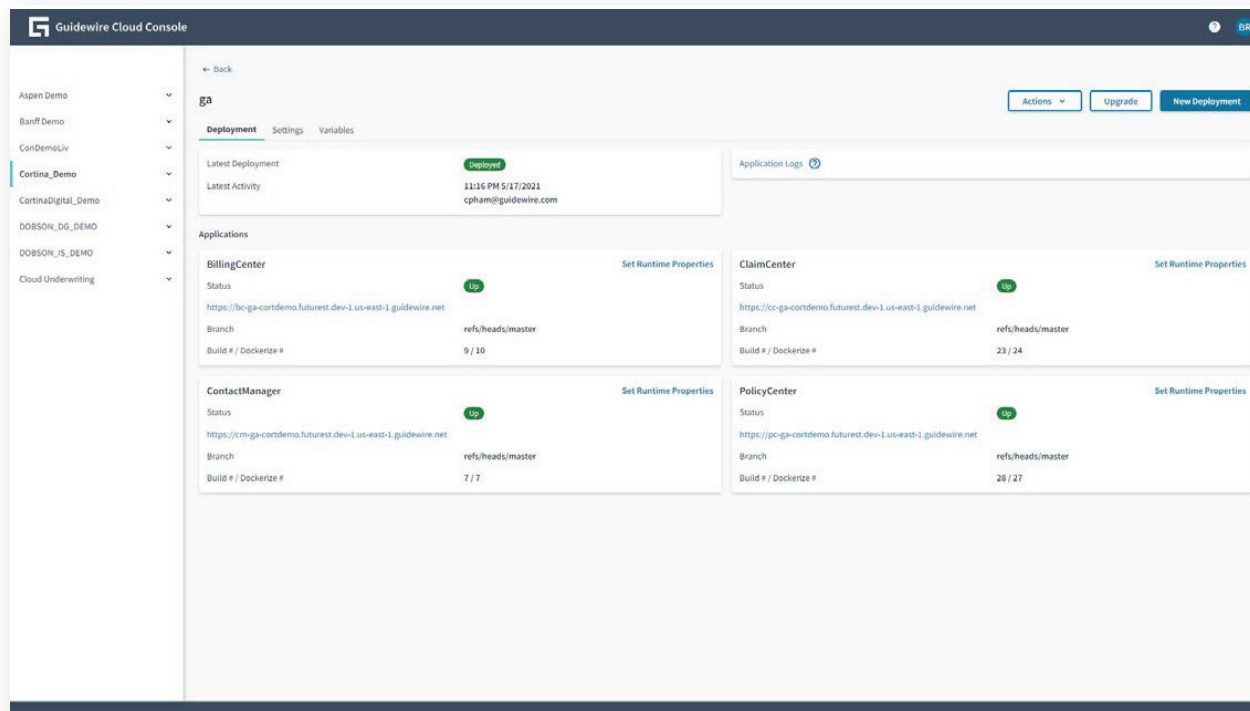 Guidewire Cloud Console
BR
Aspen Demo
Banff Demo
ConDemoLiv
Cortina_Demo
CortinaDigital_Demo
DOBSON_DG_DEMO
DOBSON_IS_DEMO
Cloud Underwriting
← Back
ga
Actions
Upgrade
New Deployment
Deployment Settings Variables
Latest Deployment Deployed
Latest Activity 11:16 PM 5/17/2021
cpham@guidewire.com
Application Logs ?
Applications
BillingCenter Set Runtime Properties
Status Up
https://bc-ga-cortdemo.futurest.dev-1.us-east-1.guidewire.net
Branch refs/heads/master
Build # / Dockerize # 9 / 10
ClaimCenter Set Runtime Properties
Status Up
https://cc-ga-cortdemo.futurest.dev-1.us-east-1.guidewire.net
Branch refs/heads/master
Build # / Dockerize # 23 / 24
ContactManager Set Runtime Properties
Status Up
https://cm-ga-cortdemo.futurest.dev-1.us-east-1.guidewire.net
Branch refs/heads/master
Build # / Dockerize # 7 / 7
PolicyCenter Set Runtime Properties
Status Up
https://pc-ga-cortdemo.futurest.dev-1.us-east-1.guidewire.net
Branch refs/heads/master
Build # / Dockerize # 28 / 27